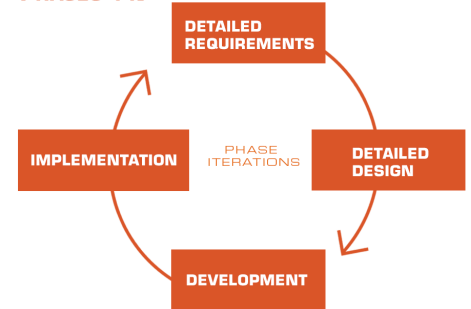 DETAILED
REQUIREMENTS
IMPLEMENTATION
PHASE
ITERATIONS
DETAILED
DESIGN
DEVELOPMENT